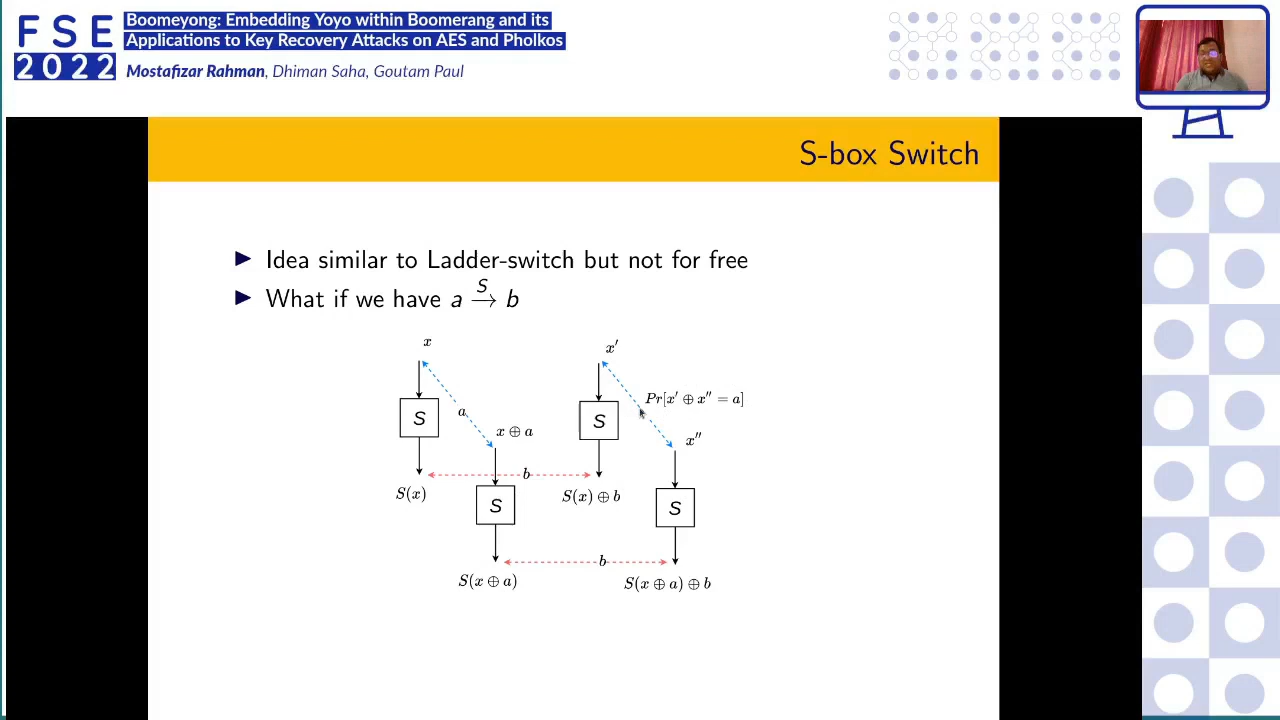 FSE
2022
Boomeyong: Embedding Yoyo within Boomerang and its
Applications to Key Recovery Attacks on AES and Pholkos
Mostafizar Rahman, Dhiman Saha, Goutam Paul
S-box Switch
▶ Idea similar to Ladder-switch but not for free
▶ What if we have a S→ b
x
x′
Pr[x′ ⊕ x″ = a]
a
S
S
x ⊕ a
x″
b
S(x)
S(x) ⊕ b
S
S
b
S(x ⊕ a)
S(x ⊕ a) ⊕ b